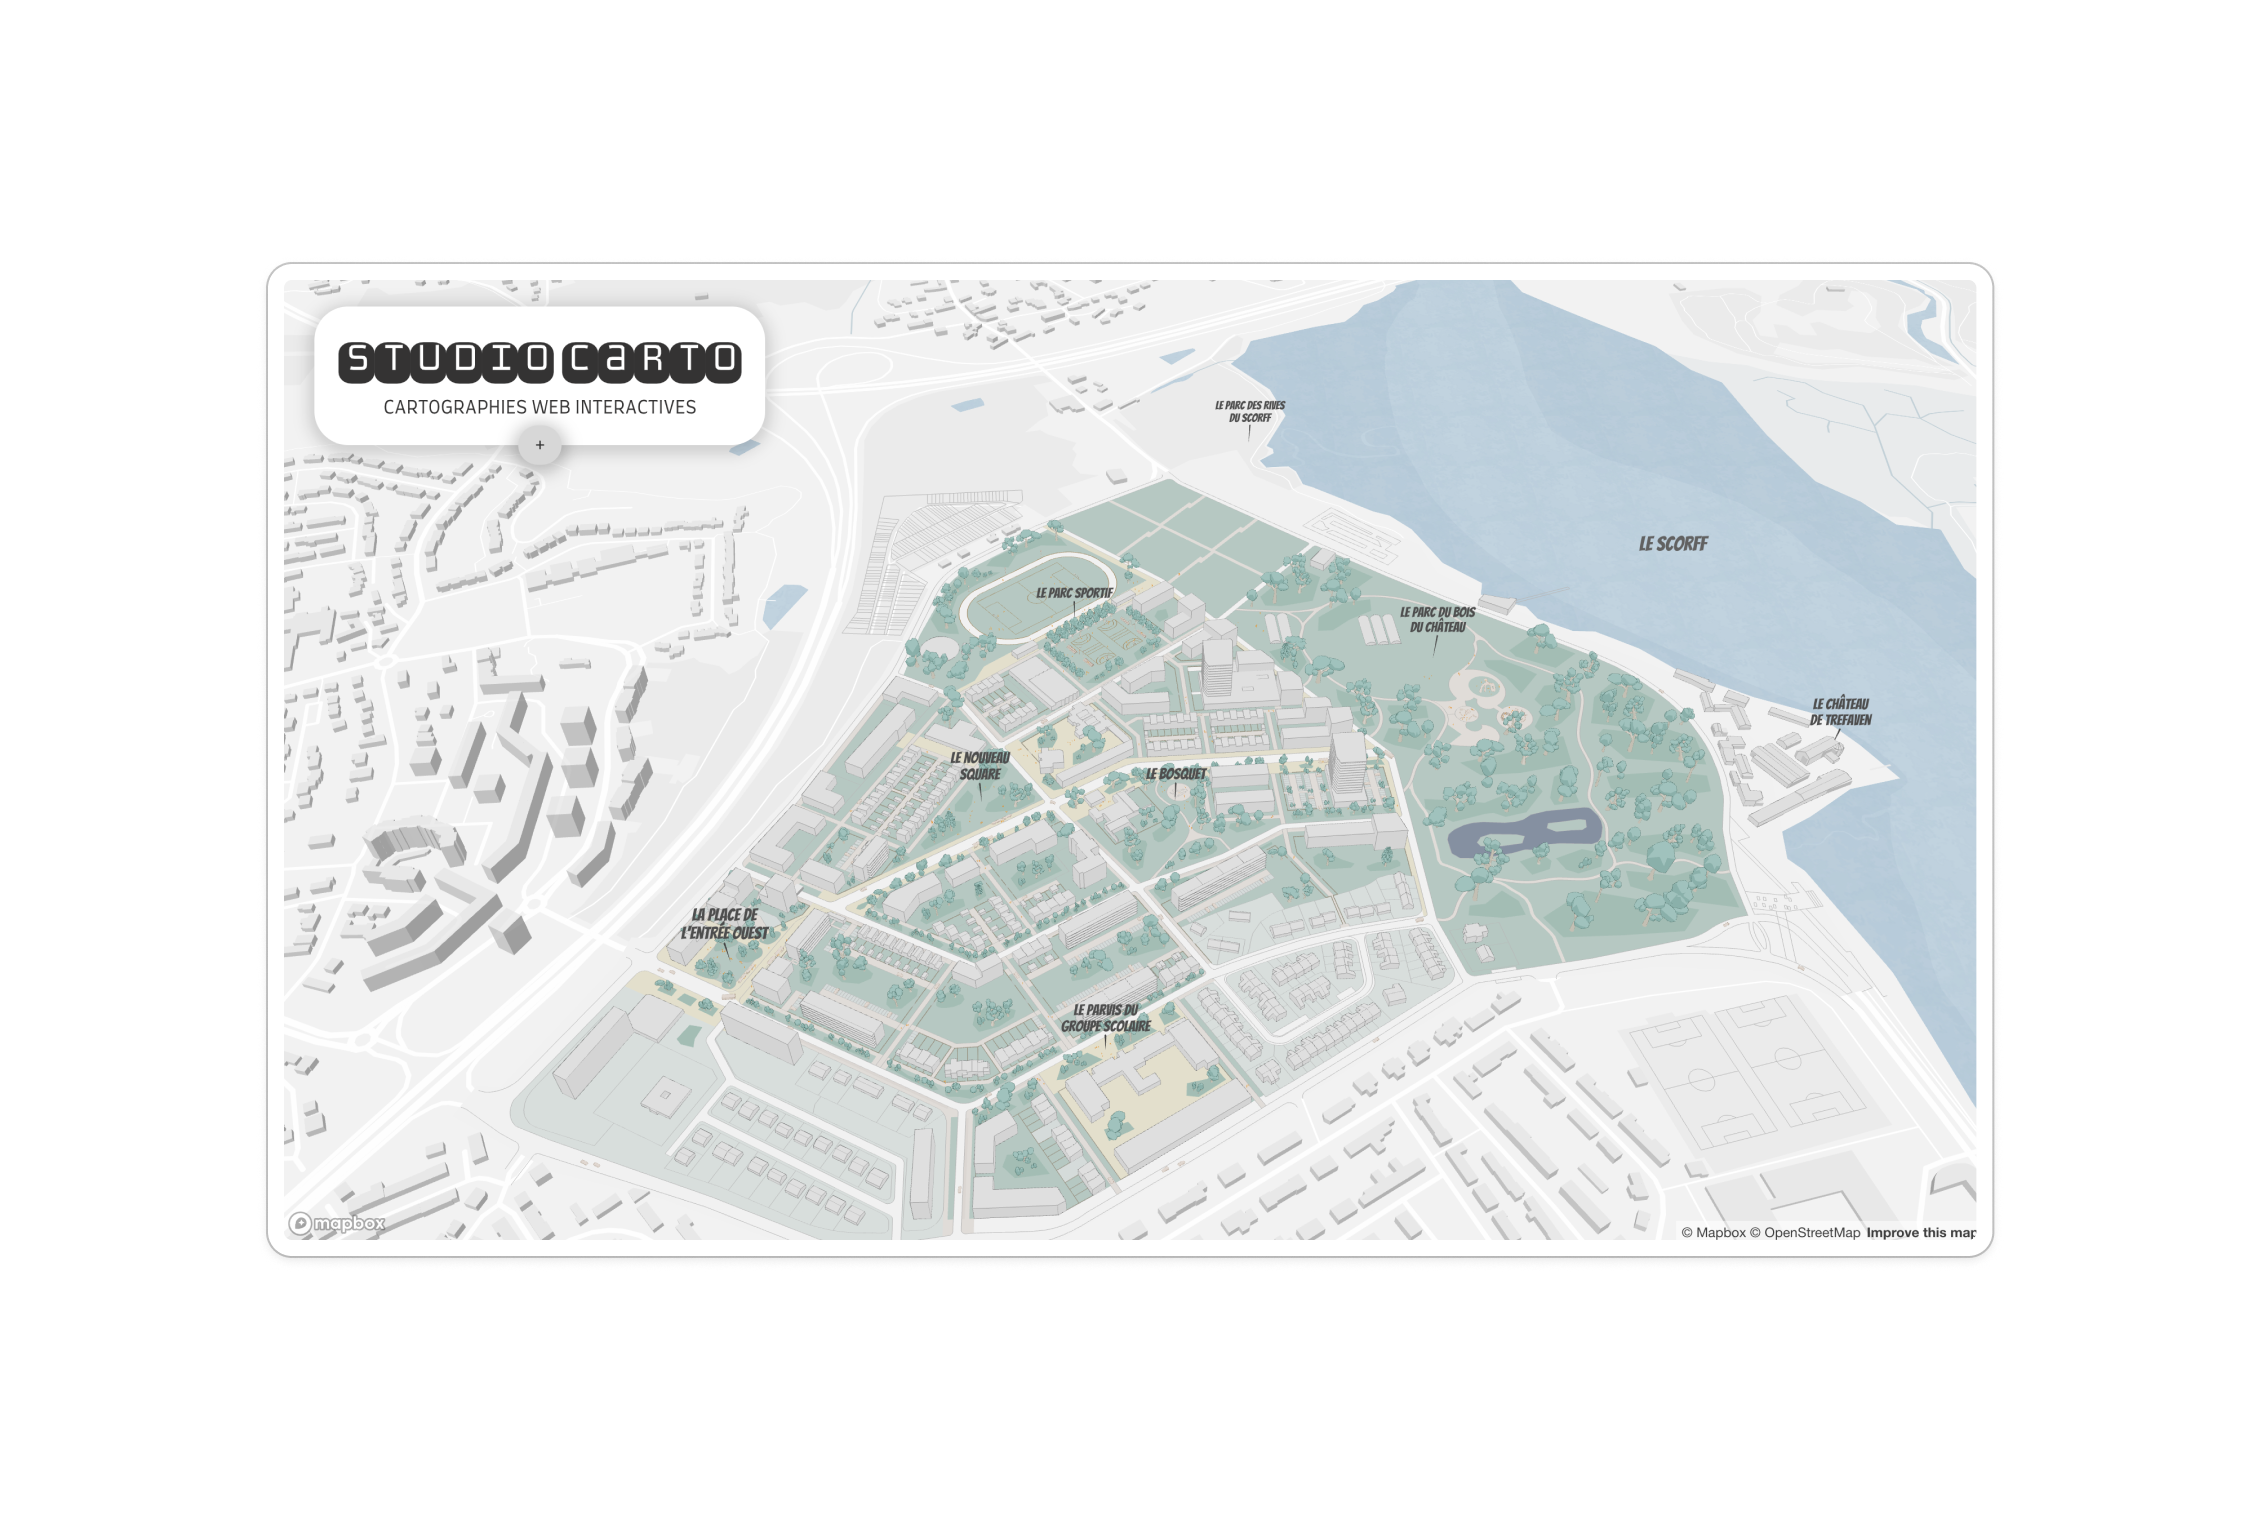 STUDIO CaRTO
CARTOGRAPHIES WEB INTERACTIVES
+
LE PARC DES RIVES
DU SCORFF
LE SCORFF
LE PARC SPORTIF
LE PARC DU BOIS
DU CHÂTEAU
LE CHÂTEAU
DE TREFAVEN
LE NOUVEAU
SQUARE
LE BOSQUET
LA PLACE DE
L'ENTRÉE OUEST
LE PARVIS DU
GROUPE SCOLAIRE
mapbox
© Mapbox © OpenStreetMap Improve this map